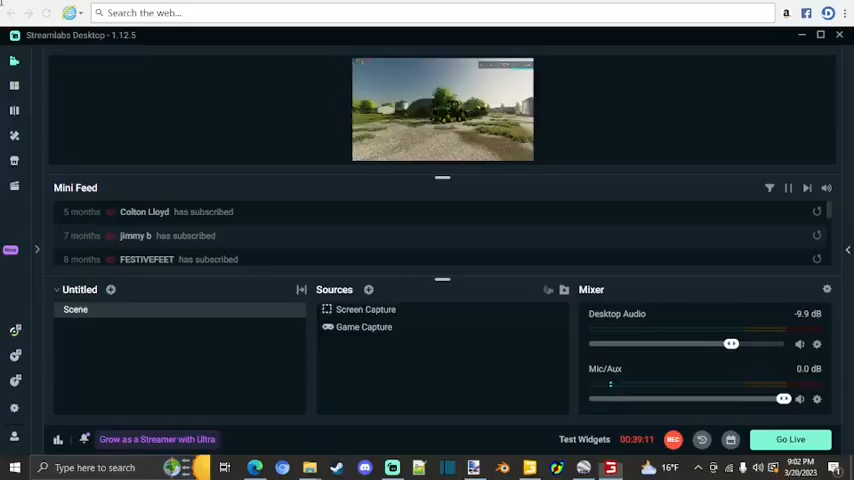 Search the web...
Streamlabs Desktop - 1.12.5
Mini Feed
5 months Colton Lloyd has subscribed
7 months jimmy b has subscribed
8 months FESTIVEFEET has subscribed
New
Untitled
Sources
Mixer
Scene
Screen Capture
Game Capture
Desktop Audio -9.9 dB
Mic/Aux 0.0 dB
Grow as a Streamer with Ultra
Test Widgets 00:39:11 REC Go Live
Type here to search
16°F
9:02 PM
3/20/2023